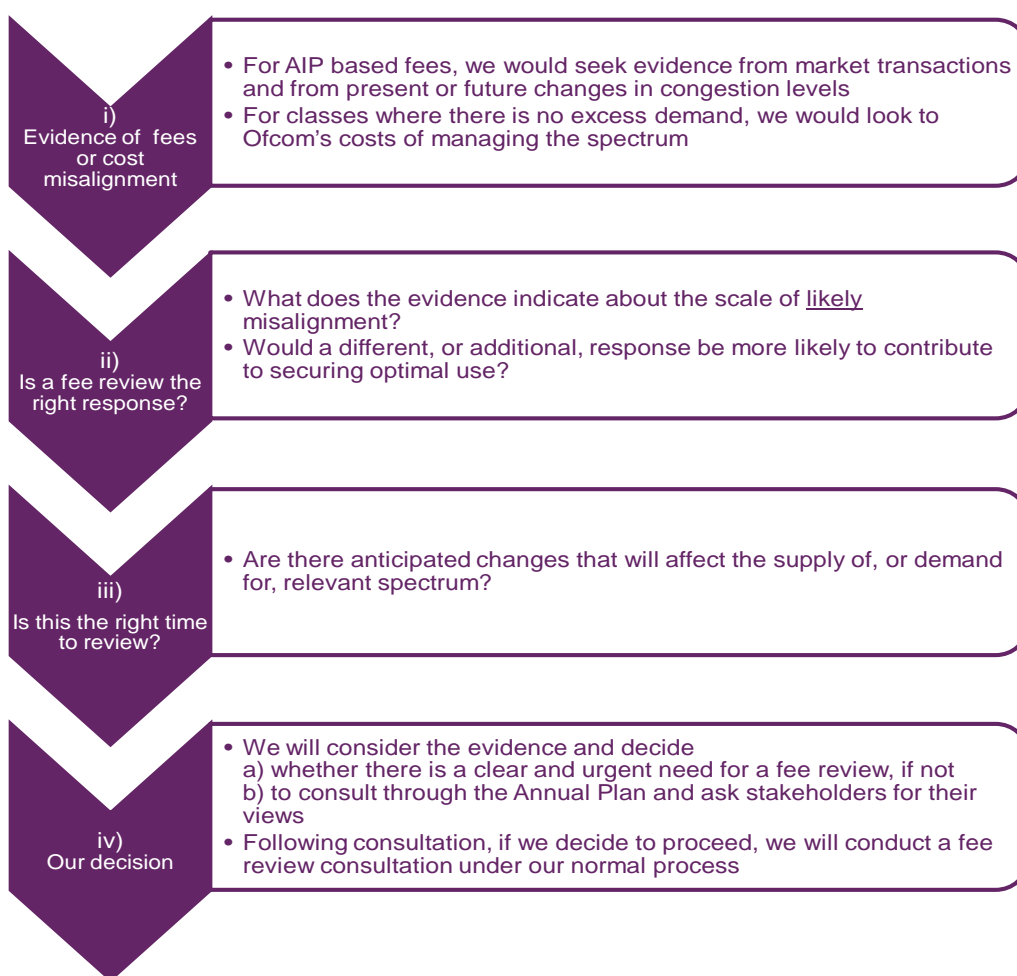 i)
Evidence of fees
or cost
misalignment
• For AIP based fees, we would seek evidence from market transactions
and from present or future changes in congestion levels
• For classes where there is no excess demand, we would look to
Ofcom's costs of managing the spectrum
ii)
Is a fee review the
right response?
• What does the evidence indicate about the scale of likely
misalignment?
• Would a different, or additional, response be more likely to contribute
to securing optimal use?
iii)
Is this the right time
to review?
• Are there anticipated changes that will affect the supply of, or demand
for, relevant spectrum?
iv)
Our decision
• We will consider the evidence and decide
a) whether there is a clear and urgent need for a fee review, if not
b) to consult through the Annual Plan and ask stakeholders for their
views
• Following consultation, if we decide to proceed, we will conduct a fee
review consultation under our normal process